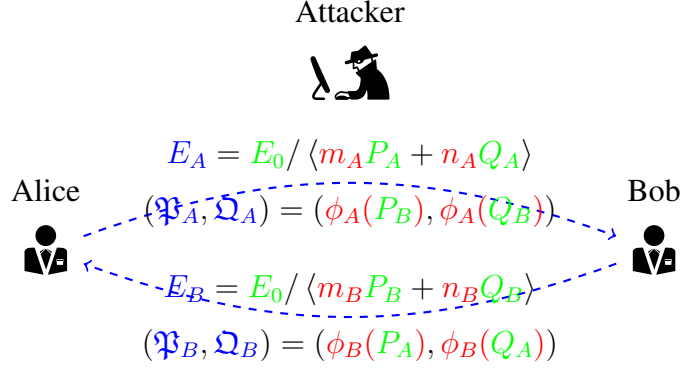 Attacker
E_A = E_0/⟨m_A P_A + n_A Q_A⟩
Alice
Bob
(𝔓_A, 𝔔_A) = (ϕ_A(P_B), ϕ_A(Q_B))
E_B = E_0/⟨m_B P_B + n_B Q_B⟩
(𝔓_B, 𝔔_B) = (ϕ_B(P_A), ϕ_B(Q_A))